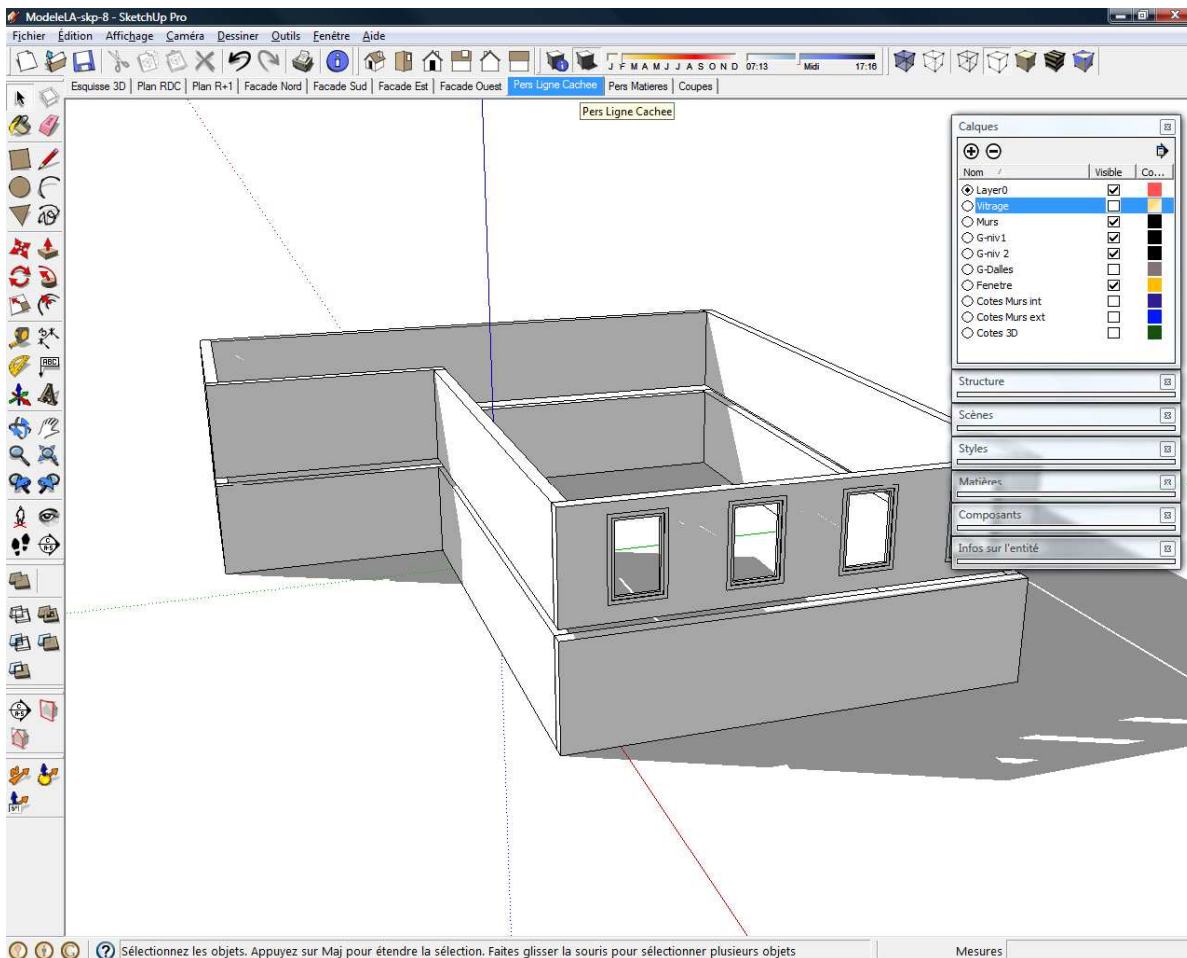 ModeleLA-skp-8 - SketchUp Pro
Fichier Édition Affichage Caméra Dessiner Outils Fenêtre Aide
J F M A M J J A S O N D 07:13 Midi 17:16
Esquisse 3D Plan RDC Plan R+1 Facade Nord Facade Sud Facade Est Facade Ouest Pers Ligne Cachee Pers Matieres Coupes
Pers Ligne Cachee
Calques
Nom Visible Co...
Layer0
Vitrage
Murs
G-niv1
G-niv 2
G-Dalles
Fenetre
Cotes Murs int
Cotes Murs ext
Cotes 3D
Structure
Scènes
Styles
Matières
Composants
Infos sur l'entité
ABC
Sélectionnez les objets. Appuyez sur Maj pour étendre la sélection. Faites glisser la souris pour sélectionner plusieurs objets Mesures